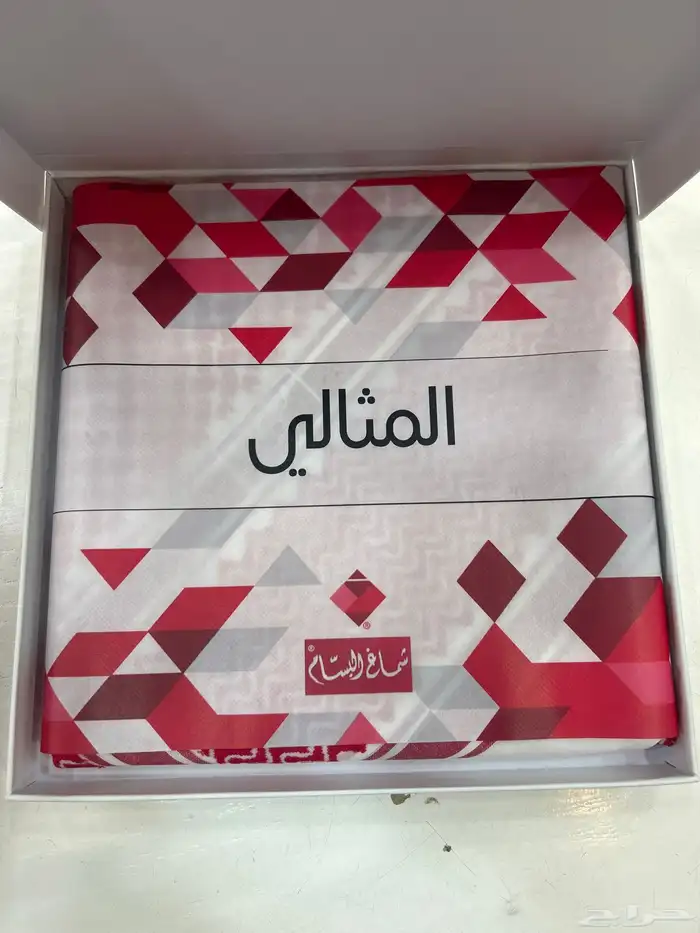 المثالي
®
شماغ البسام®
حراج